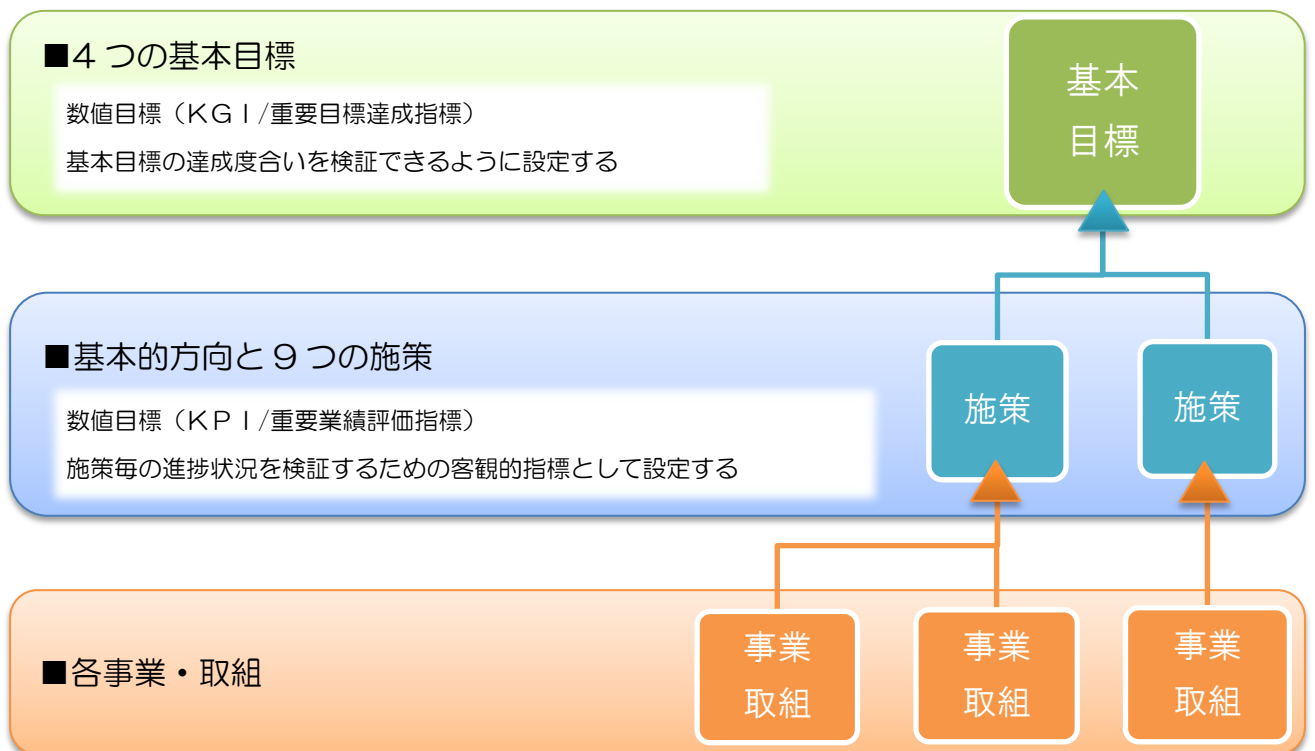 ■4つの基本目標
数値目標（ＫＧＩ/重要目標達成指標）
基本目標の達成度合いを検証できるように設定する
基本
目標
■基本的方向と９つの施策
数値目標（ＫＰＩ/重要業績評価指標）
施策毎の進捗状況を検証するための客観的指標として設定する
施策
施策
■各事業・取組
事業
取組
事業
取組
事業
取組